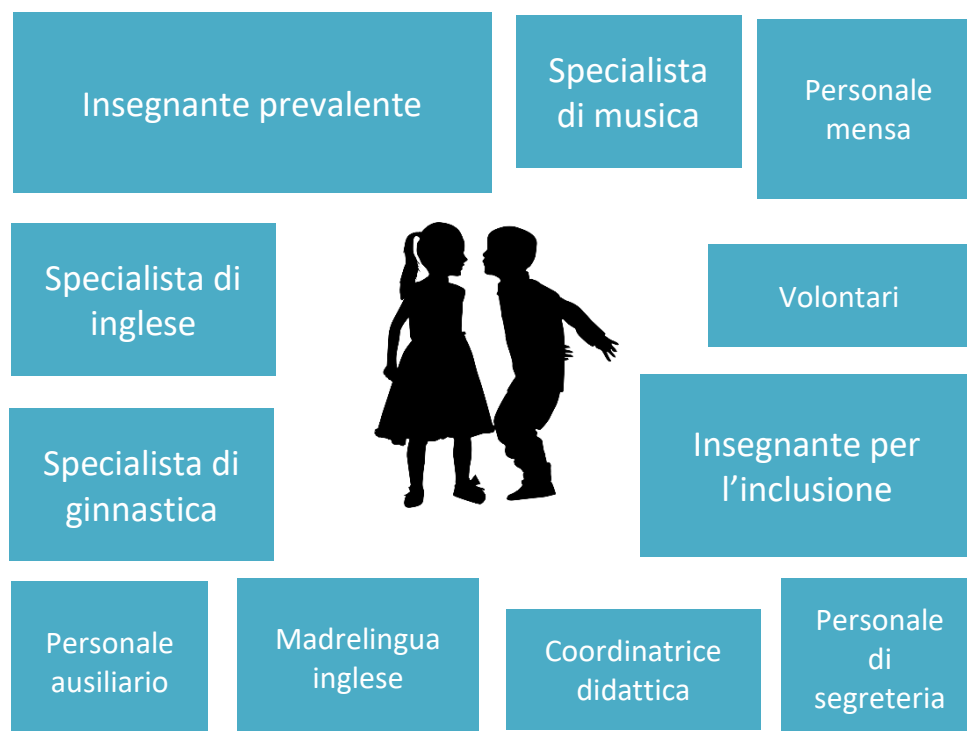 Insegnante prevalente
Specialista
di musica
Personale
mensa
Specialista di
inglese
Volontari
Specialista di
ginnastica
Insegnante per
l’inclusione
Personale
ausiliario
Madrelingua
inglese
Coordinatrice
didattica
Personale
di
segreteria